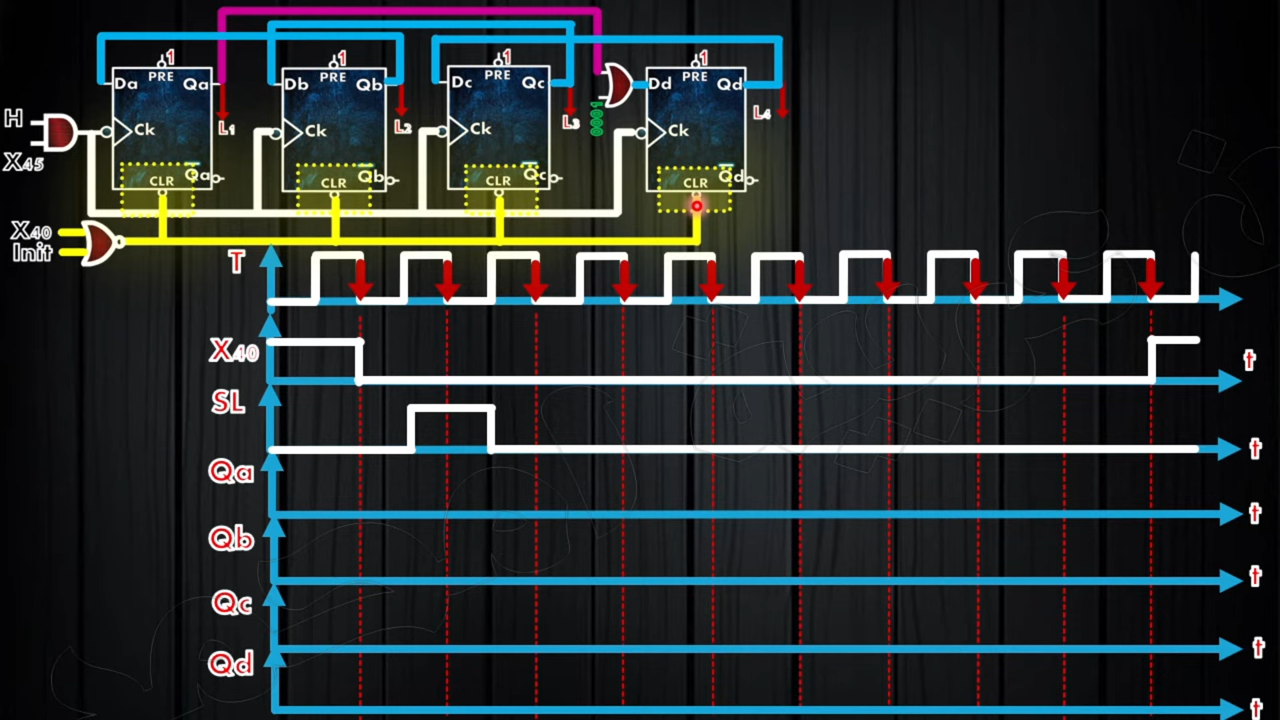 1 1 1 1
PRE PRE PRE PRE
Da Qa Db Qb Dc Qc Dd Qd
H
Ck Ck Ck Ck
L1 L2 L3 L4
0001
X45
Qa Qb Qc Qd
CLR CLR CLR CLR
X40
Init
T
X40
t
SL
t
Qa
t
Qb
t
Qc
t
Qd
t